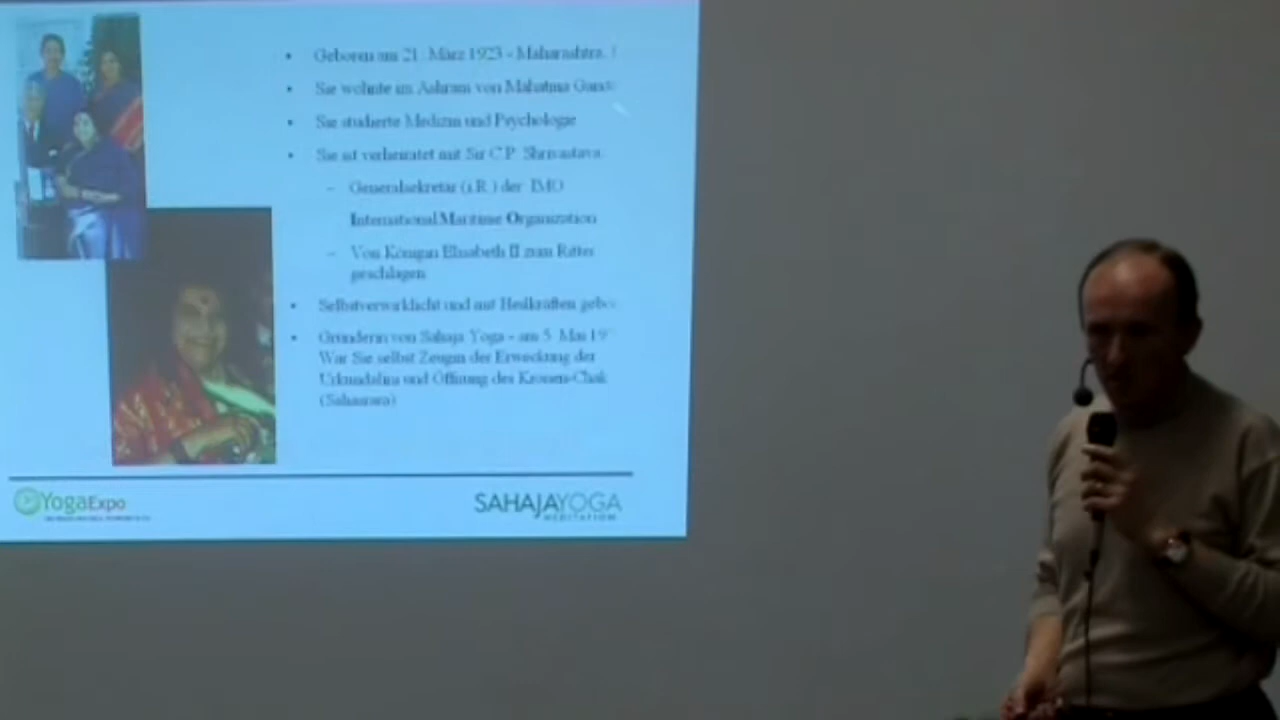 • Geboren am 21. März 1923 - Maharashtra,
• Sie wohnte im Ashram von Mahatma
• Sie studierte Medizin und Psychologie
• Sie ist verheiratet mit Sir C.P. Shrivastava
– Generalsekretär (i.R.) der IMO
International Maritime Organization
– Von Königin Elisabeth II zum Ritter
geschlagen
• Selbstverwirklicht und mit Heilkräften
• Gründerin von Sahaja Yoga - am 5. Mai 19
War Sie selbst Zeugin der Erweckung der
Urkundalini und Öffnung des Kronen-Chak
(Sahasrara)
YogaExpo
SAHAJAYOGA
MEDITATION